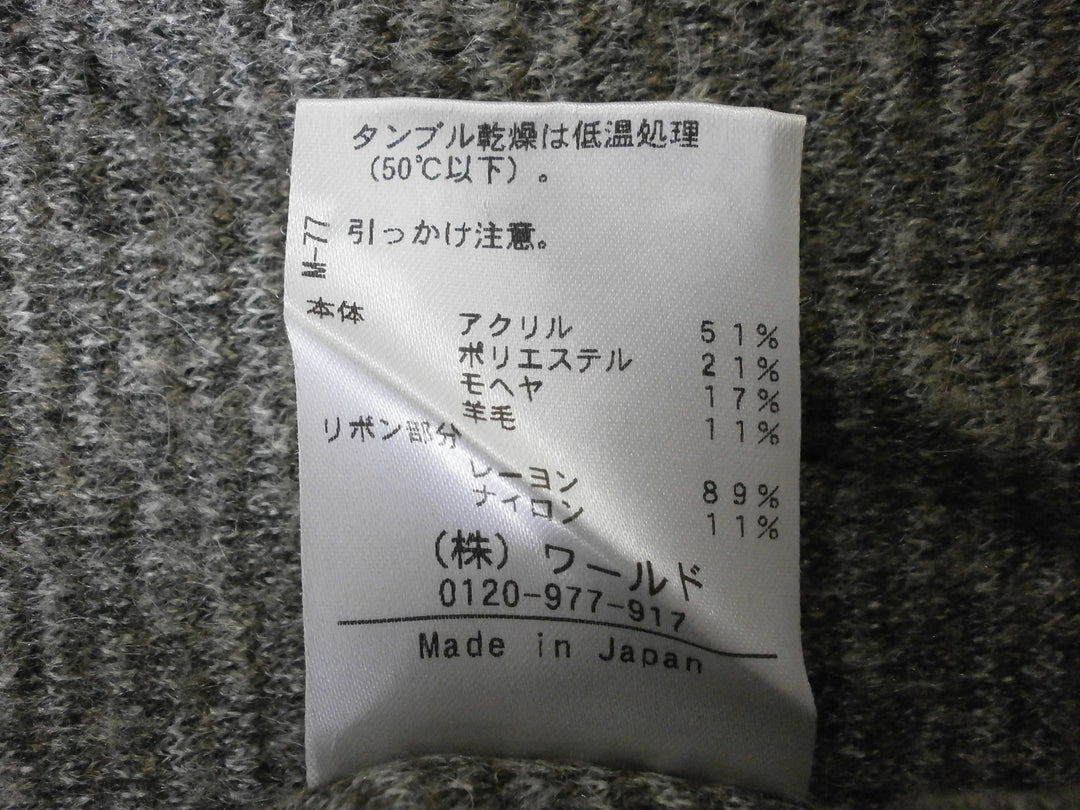 タンブル乾燥は低温処理
(50℃以下)。
M-77
引っかけ注意。
本体
アクリル 51%
ポリエステル 21%
モヘヤ 17%
羊毛 11%
リボン部分
レーヨン 89%
ナイロン 11%
(株) ワールド
0120-977-917
Made in Japan